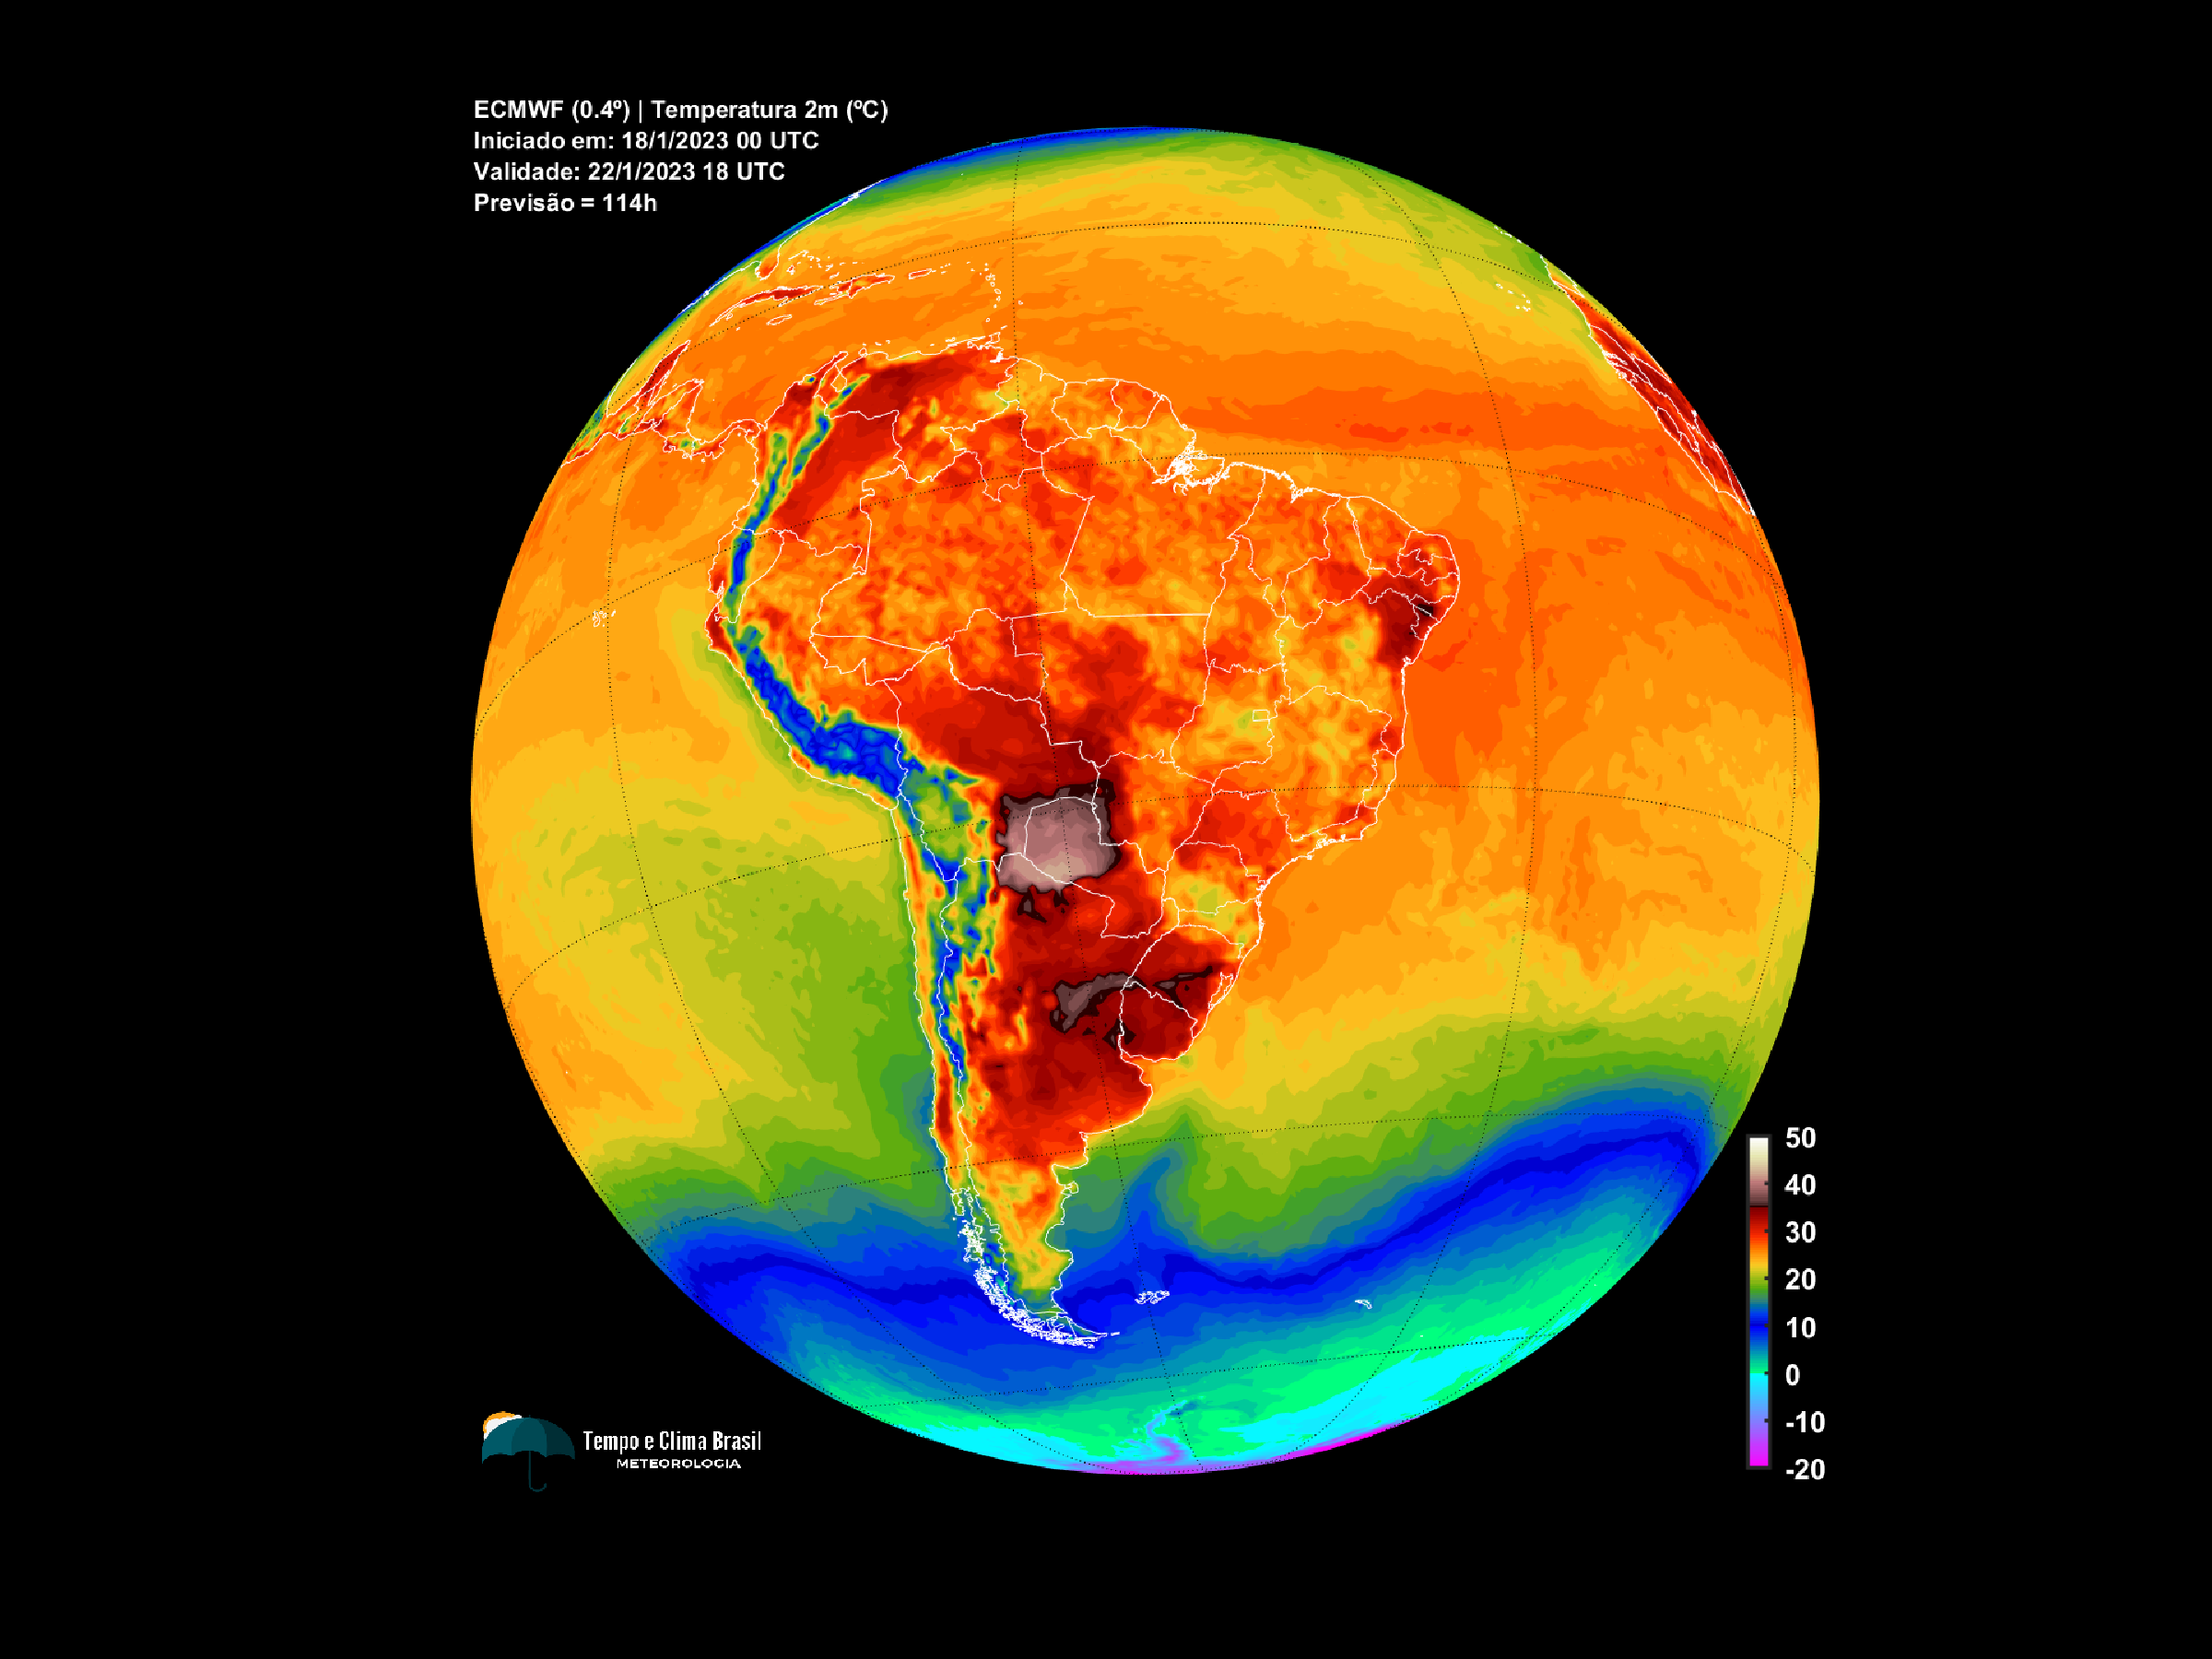 ECMWF (0.4º) | Temperatura 2m (ºC)
Iniciado em: 18/1/2023 00 UTC
Validade: 22/1/2023 18 UTC
Previsão = 114h
50
40
30
20
10
0
-10
-20
Tempo e Clima Brasil
METEOROLOGIA